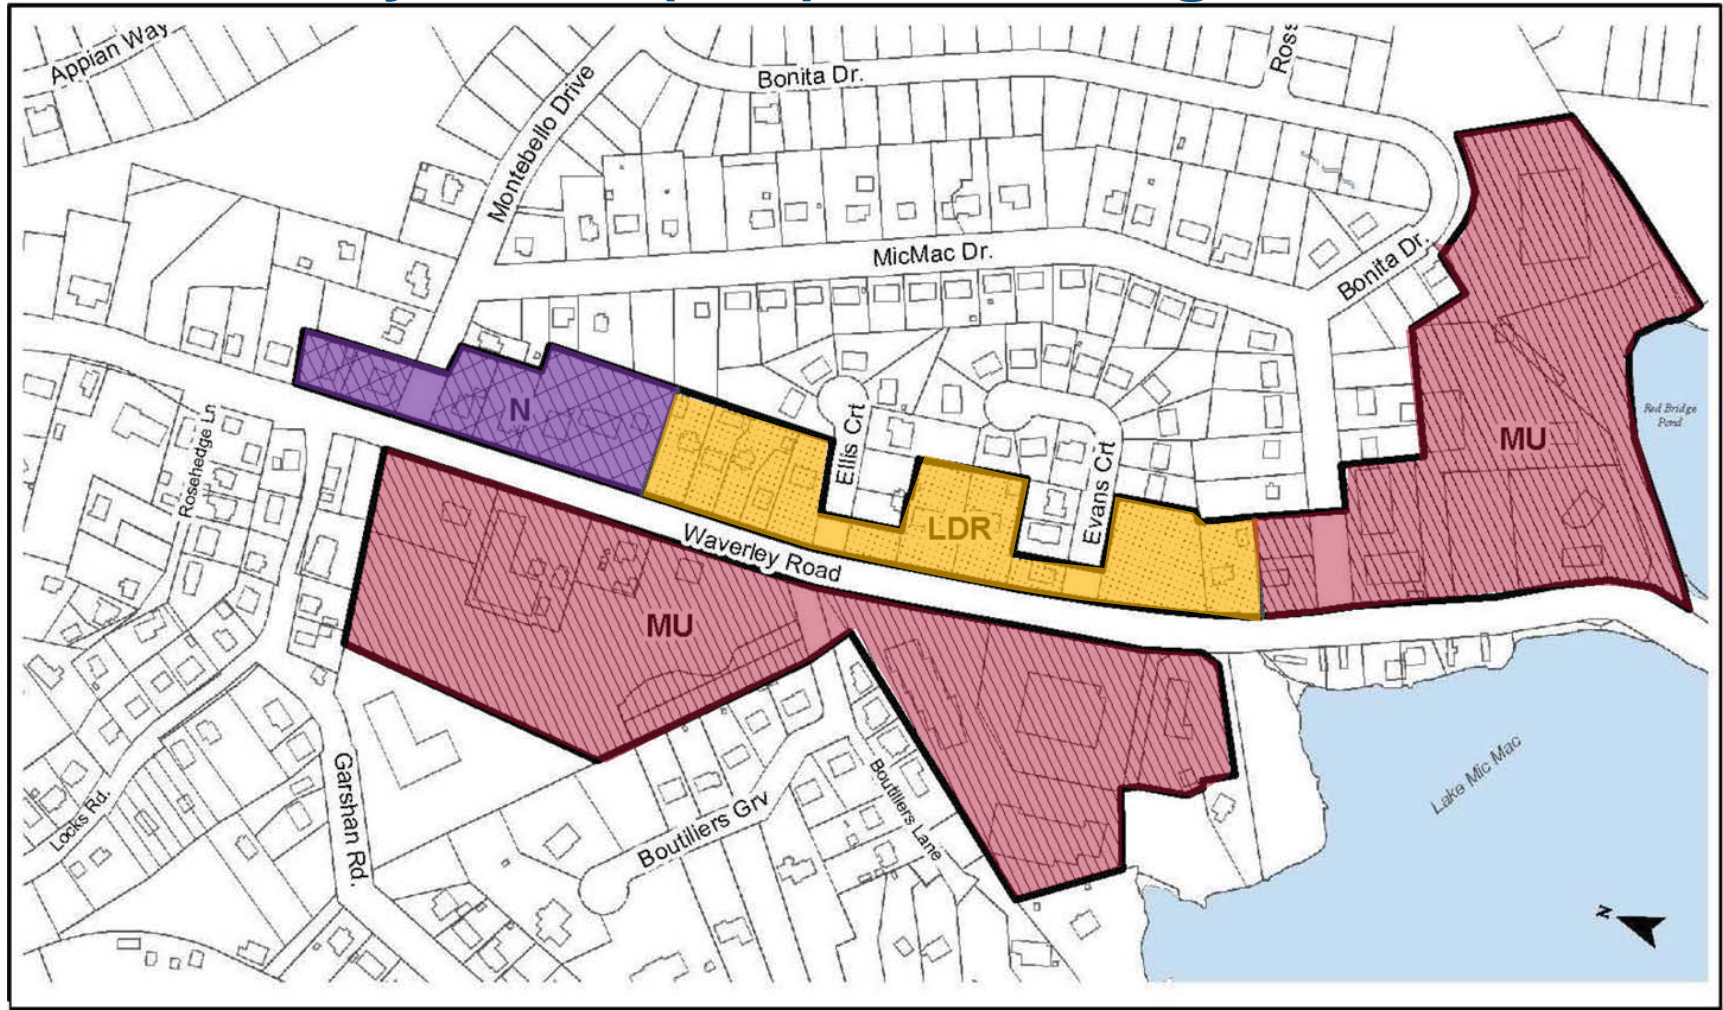 Appian Way
Montebello Drive
Bonita Dr.
Ross
MicMac Dr.
Bonita Dr.
Red Bridge
Pond
N
MU
Rosehedge Ln
Ellis Crt
Evans Crt
LDR
Waverley Road
MU
Garshan Rd.
Locks Rd.
Boutiliers Grv
Boutiliers Lane
Lake Mic Mac
N